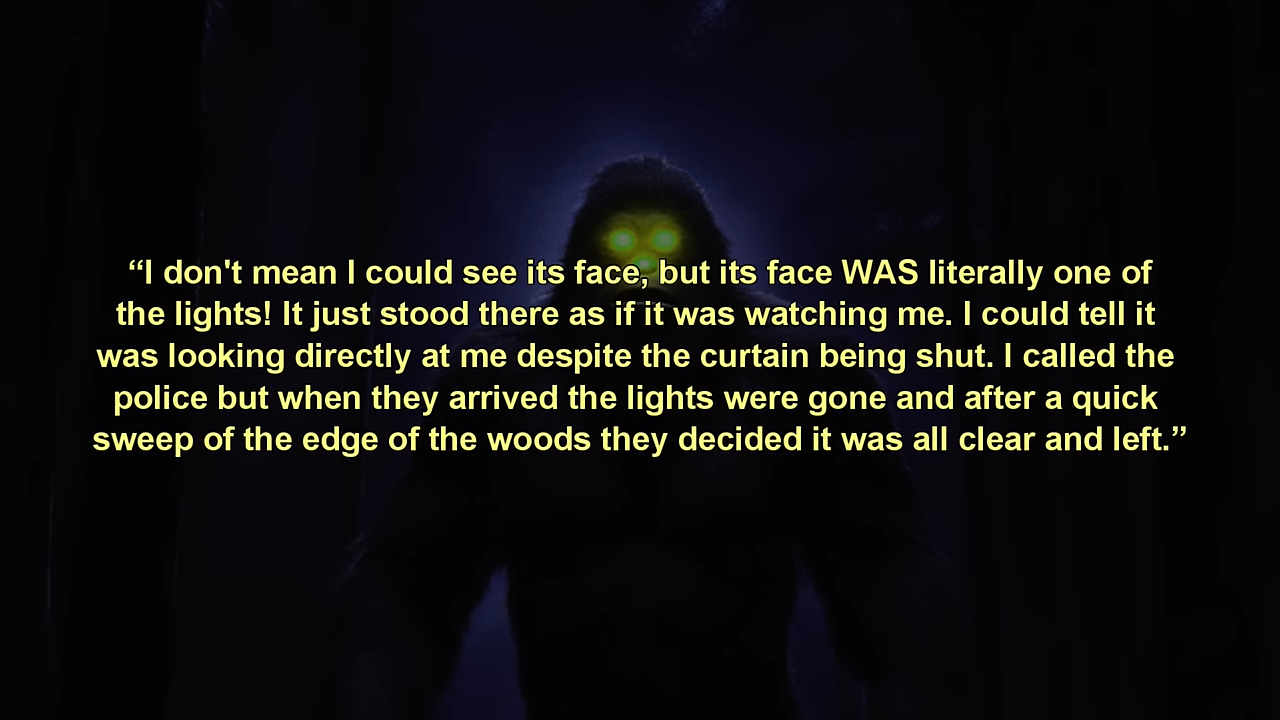 “I don't mean I could see its face, but its face WAS literally one of
the lights! It just stood there as if it was watching me. I could tell it
was looking directly at me despite the curtain being shut. I called the
police but when they arrived the lights were gone and after a quick
sweep of the edge of the woods they decided it was all clear and left.”